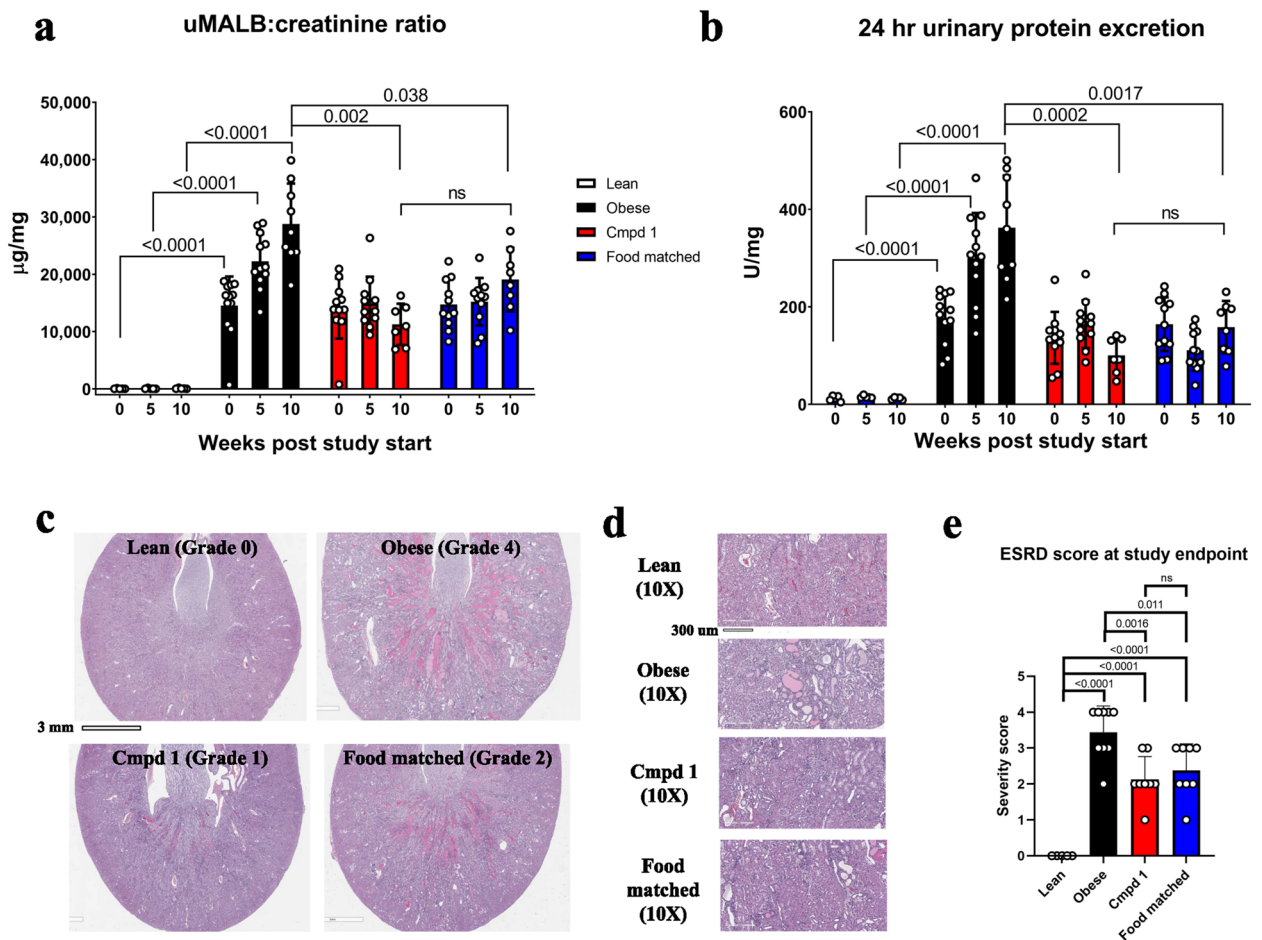 a
uMALB:creatinine ratio
50,000
40,000
30,000
20,000
10,000
0
µg/mg
<0.0001
<0.0001
<0.0001
0.002
0.038
ns
0 5 10 0 5 10 0 5 10 0 5 10
Weeks post study start
Lean
Obese
Cmpd 1
Food matched
b
24 hr urinary protein excretion
600
400
200
0
U/mg
<0.0001
<0.0001
<0.0001
0.0002
0.0017
ns
0 5 10 0 5 10 0 5 10 0 5 10
Weeks post study start
c
Lean (Grade 0)
Obese (Grade 4)
3 mm
Cmpd 1 (Grade 1)
Food matched (Grade 2)
d
Lean
(10X)
300 um
Obese
(10X)
Cmpd 1
(10X)
Food
matched
(10X)
e
ESRD score at study endpoint
ns
0.011
0.0016
<0.0001
<0.0001
<0.0001
5
4
3
2
1
0
Severity score
Lean
Obese
Cmpd 1
Food matched